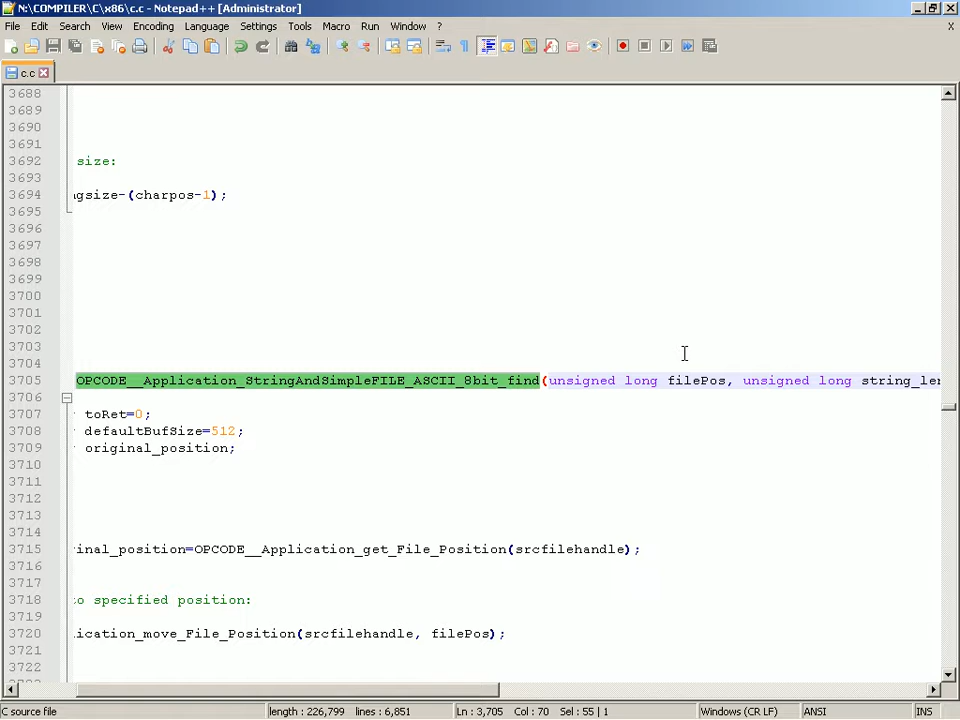 N:\COMPILER\C\x86\c.c - Notepad++ [Administrator]
File Edit Search View Encoding Language Settings Tools Macro Run Window ? X
c.c
3688
3689
3690
3691
3692 size:
3693
3694 gsize-(charpos-1);
3695
3696
3697
3698
3699
3700
3701
3702
3703
3704
3705 OPCODE__Application_StringAndSimpleFILE_ASCII_8bit_find(unsigned long filePos, unsigned long string_le
3706
3707 toRet=0;
3708 defaultBufSize=512;
3709 original_position;
3710
3711
3712
3713
3714
3715 inal_position=OPCODE__Application_get_File_Position(srcfilehandle);
3716
3717
3718 to specified position:
3719
3720 lication_move_File_Position(srcfilehandle, filePos);
3721
3722
C source file length : 226,799 lines : 6,851 Ln : 3,705 Col : 70 Sel : 55 | 1 Windows (CR LF) ANSI INS